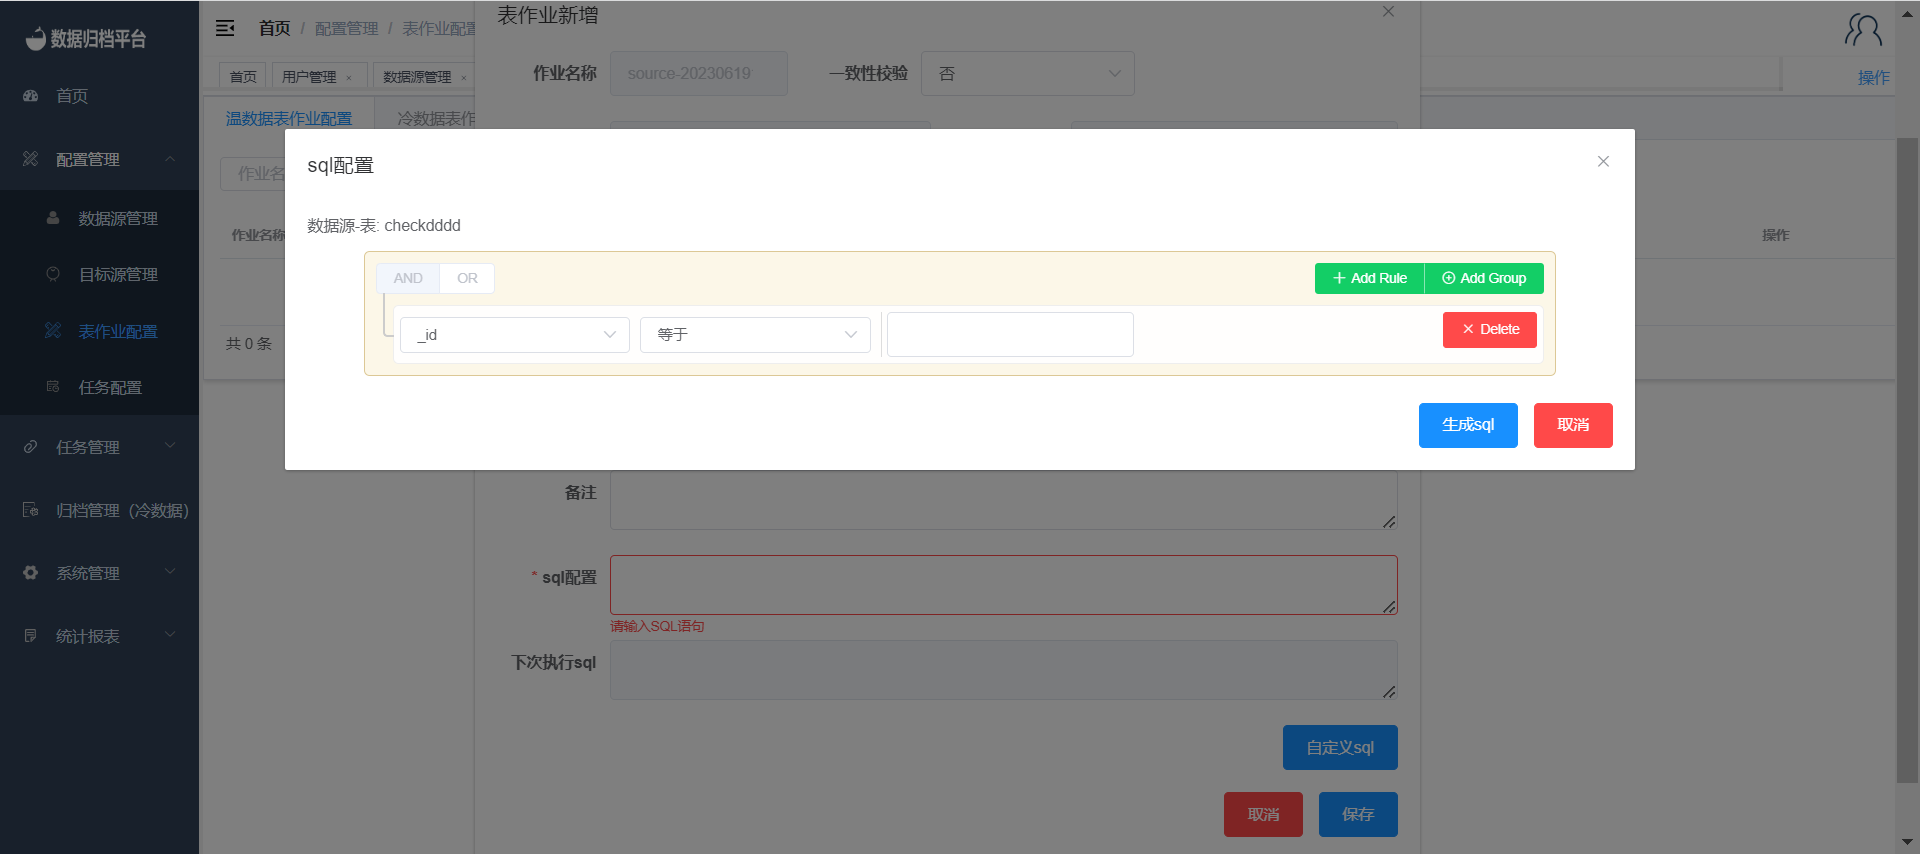 数据归档平台
首页
配置管理
数据源管理
目标源管理
表作业配置
任务配置
任务管理
归档管理（冷数据）
系统管理
统计报表
首页 / 配置管理 / 表作业配置
首页
用户管理 ×
数据源管理 ×
操作
温数据表作业配置
冷数据表作
作业名
作业名称
操作
共 0 条
表作业新增
作业名称 source-20230619
一致性校验 否
sql配置
数据源-表: checkdddd
AND OR
Add Rule
Add Group
_id
等于
Delete
生成sql
取消
备注
* sql配置
请输入SQL语句
下次执行sql
自定义sql
取消
保存